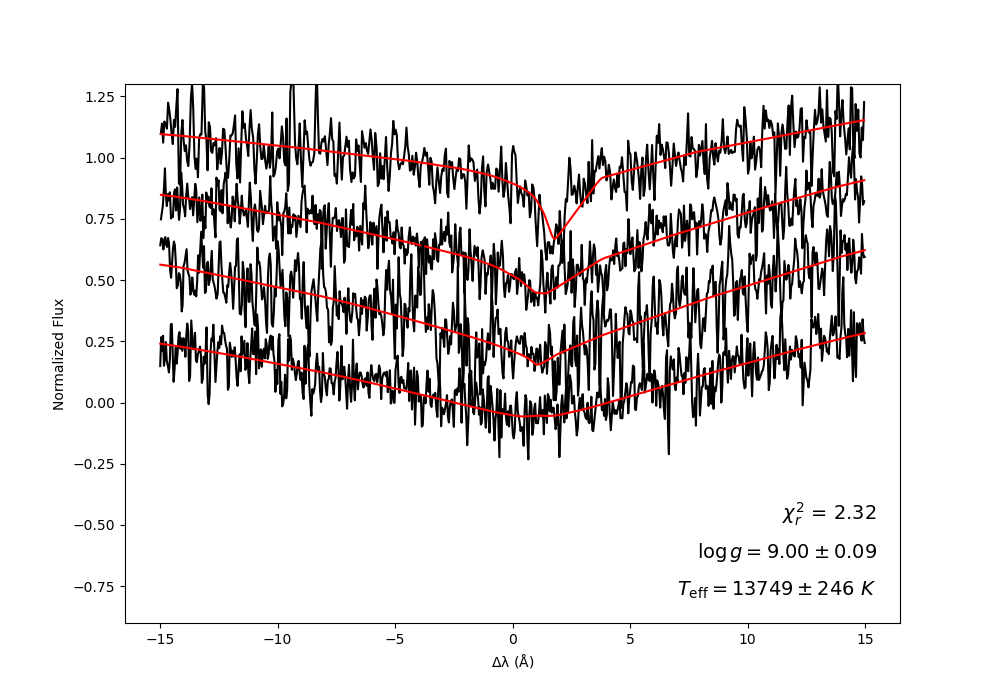 1.25
1.00
0.75
0.50
0.25
0.00
−0.25
−0.50
−0.75
Normalized Flux
χ_r^2 = 2.32
log g = 9.00 ± 0.09
T_eff = 13749 ± 246 K
−15 −10 −5 0 5 10 15
Δλ (Å)